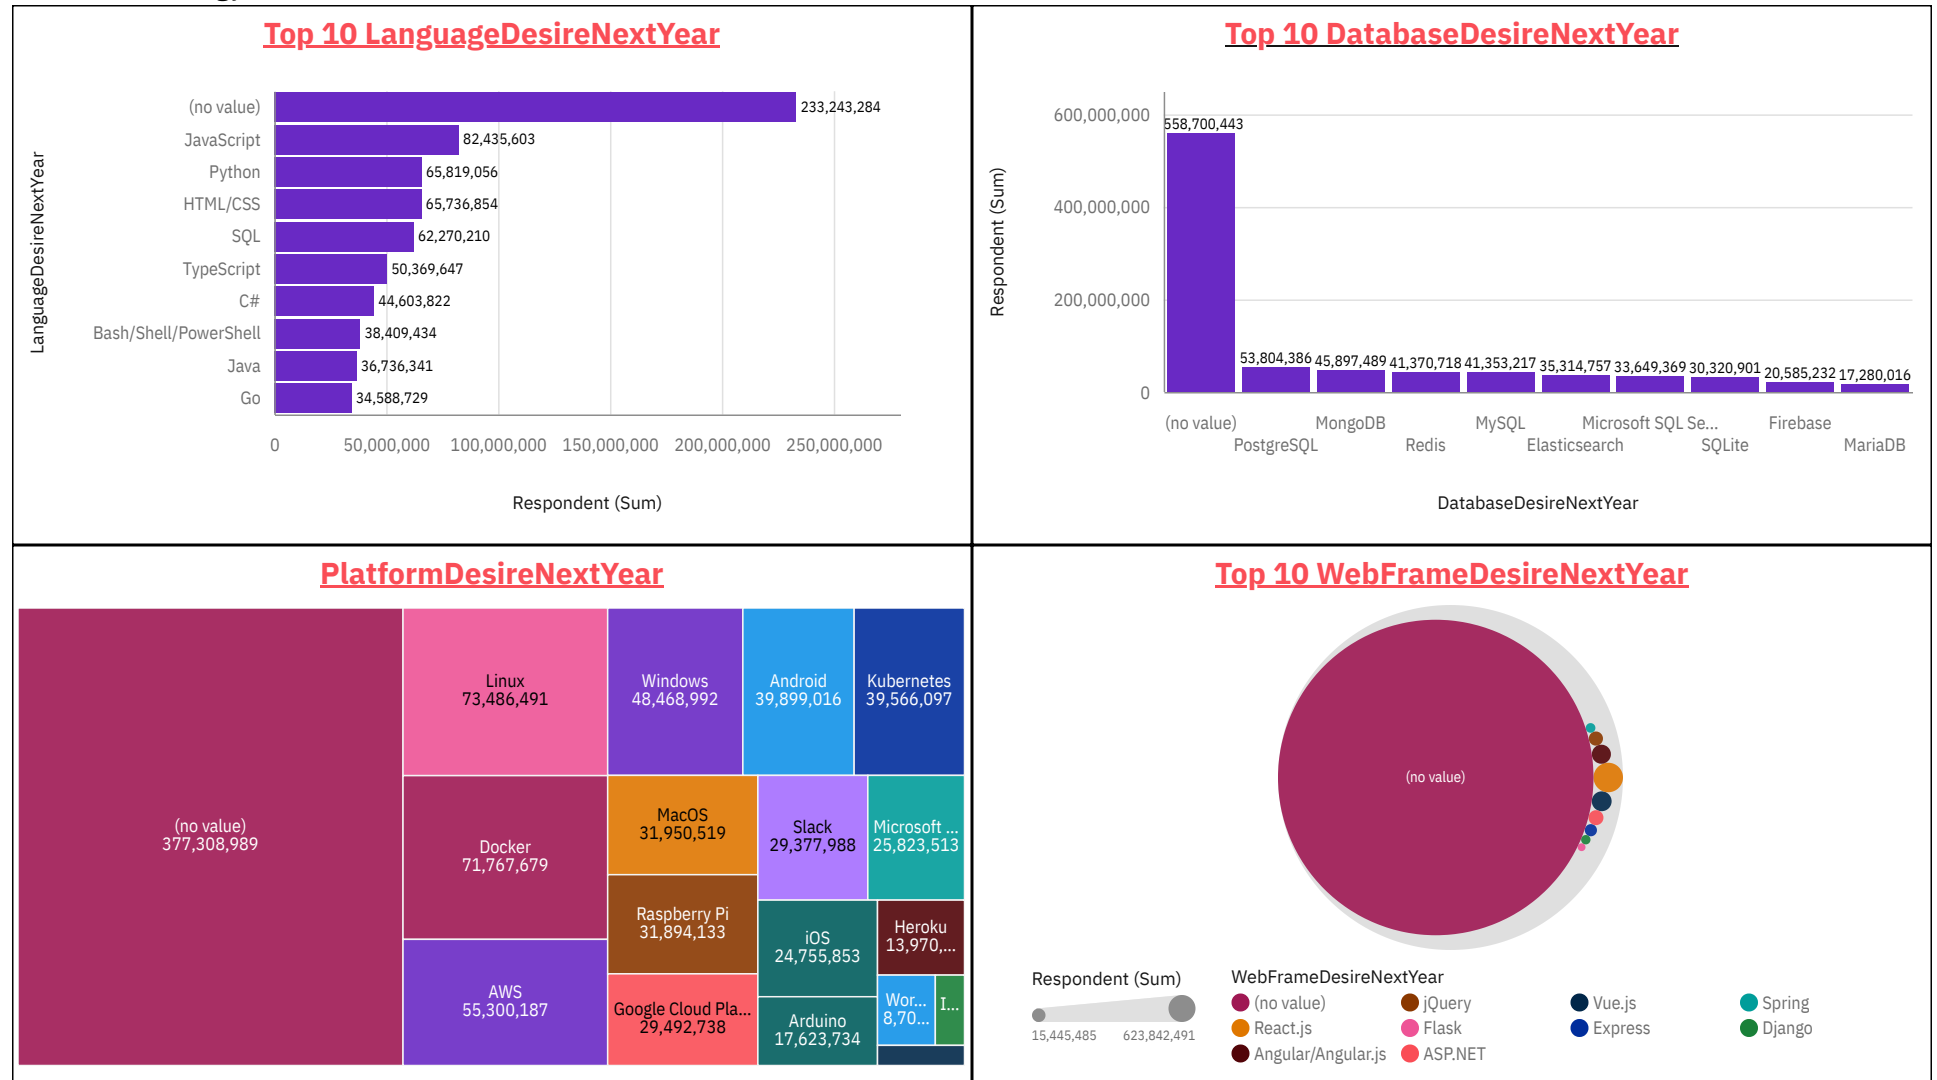 Top 10 LanguageDesireNextYear
LanguageDesireNextYear
(no value) 233,243,284
JavaScript 82,435,603
Python 65,819,056
HTML/CSS 65,736,854
SQL 62,270,210
TypeScript 50,369,647
C# 44,603,822
Bash/Shell/PowerShell 38,409,434
Java 36,736,341
Go 34,588,729
0 50,000,000 100,000,000 150,000,000 200,000,000 250,000,000
Respondent (Sum)
Top 10 DatabaseDesireNextYear
Respondent (Sum)
600,000,000
400,000,000
200,000,000
0
558,700,443
53,804,386 45,897,489 41,370,718 41,353,217 35,314,757 33,649,369 30,320,901 20,585,232 17,280,016
(no value) MongoDB MySQL Microsoft SQL Se... Firebase
PostgreSQL Redis Elasticsearch SQLite MariaDB
DatabaseDesireNextYear
PlatformDesireNextYear
(no value)
377,308,989
Linux
73,486,491
Docker
71,767,679
AWS
55,300,187
Windows
48,468,992
Android
39,899,016
Kubernetes
39,566,097
MacOS
31,950,519
Raspberry Pi
31,894,133
Google Cloud Pla...
29,492,738
Slack
29,377,988
Microsoft ...
25,823,513
iOS
24,755,853
Arduino
17,623,734
Heroku
13,970,...
Wor...
8,70...
I...
Top 10 WebFrameDesireNextYear
(no value)
Respondent (Sum)
15,445,485 623,842,491
WebFrameDesireNextYear
(no value) jQuery Vue.js Spring
React.js Flask Express Django
Angular/Angular.js ASP.NET